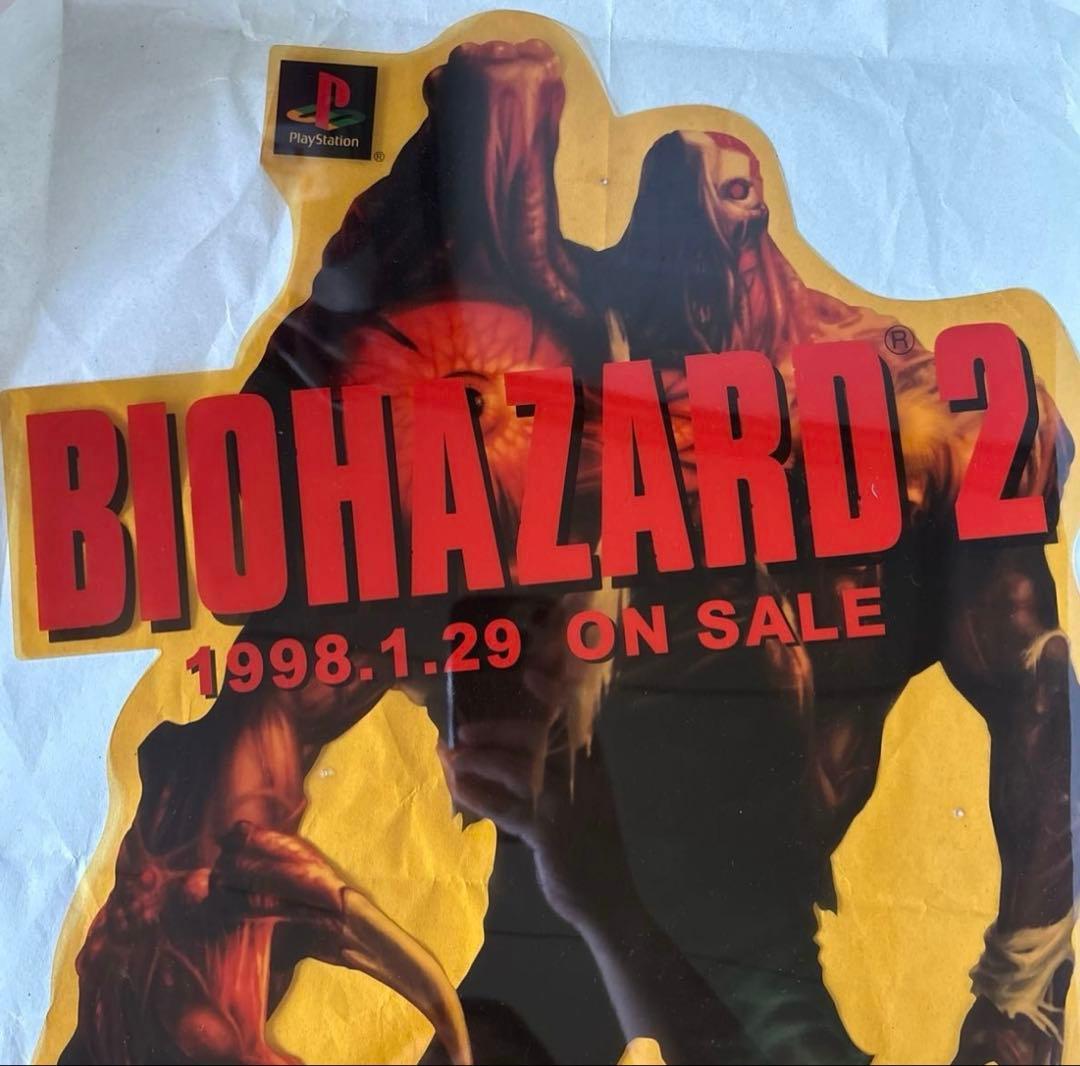 PlayStation
®
®
BIOHAZARD 2
1998.1.29 ON SALE